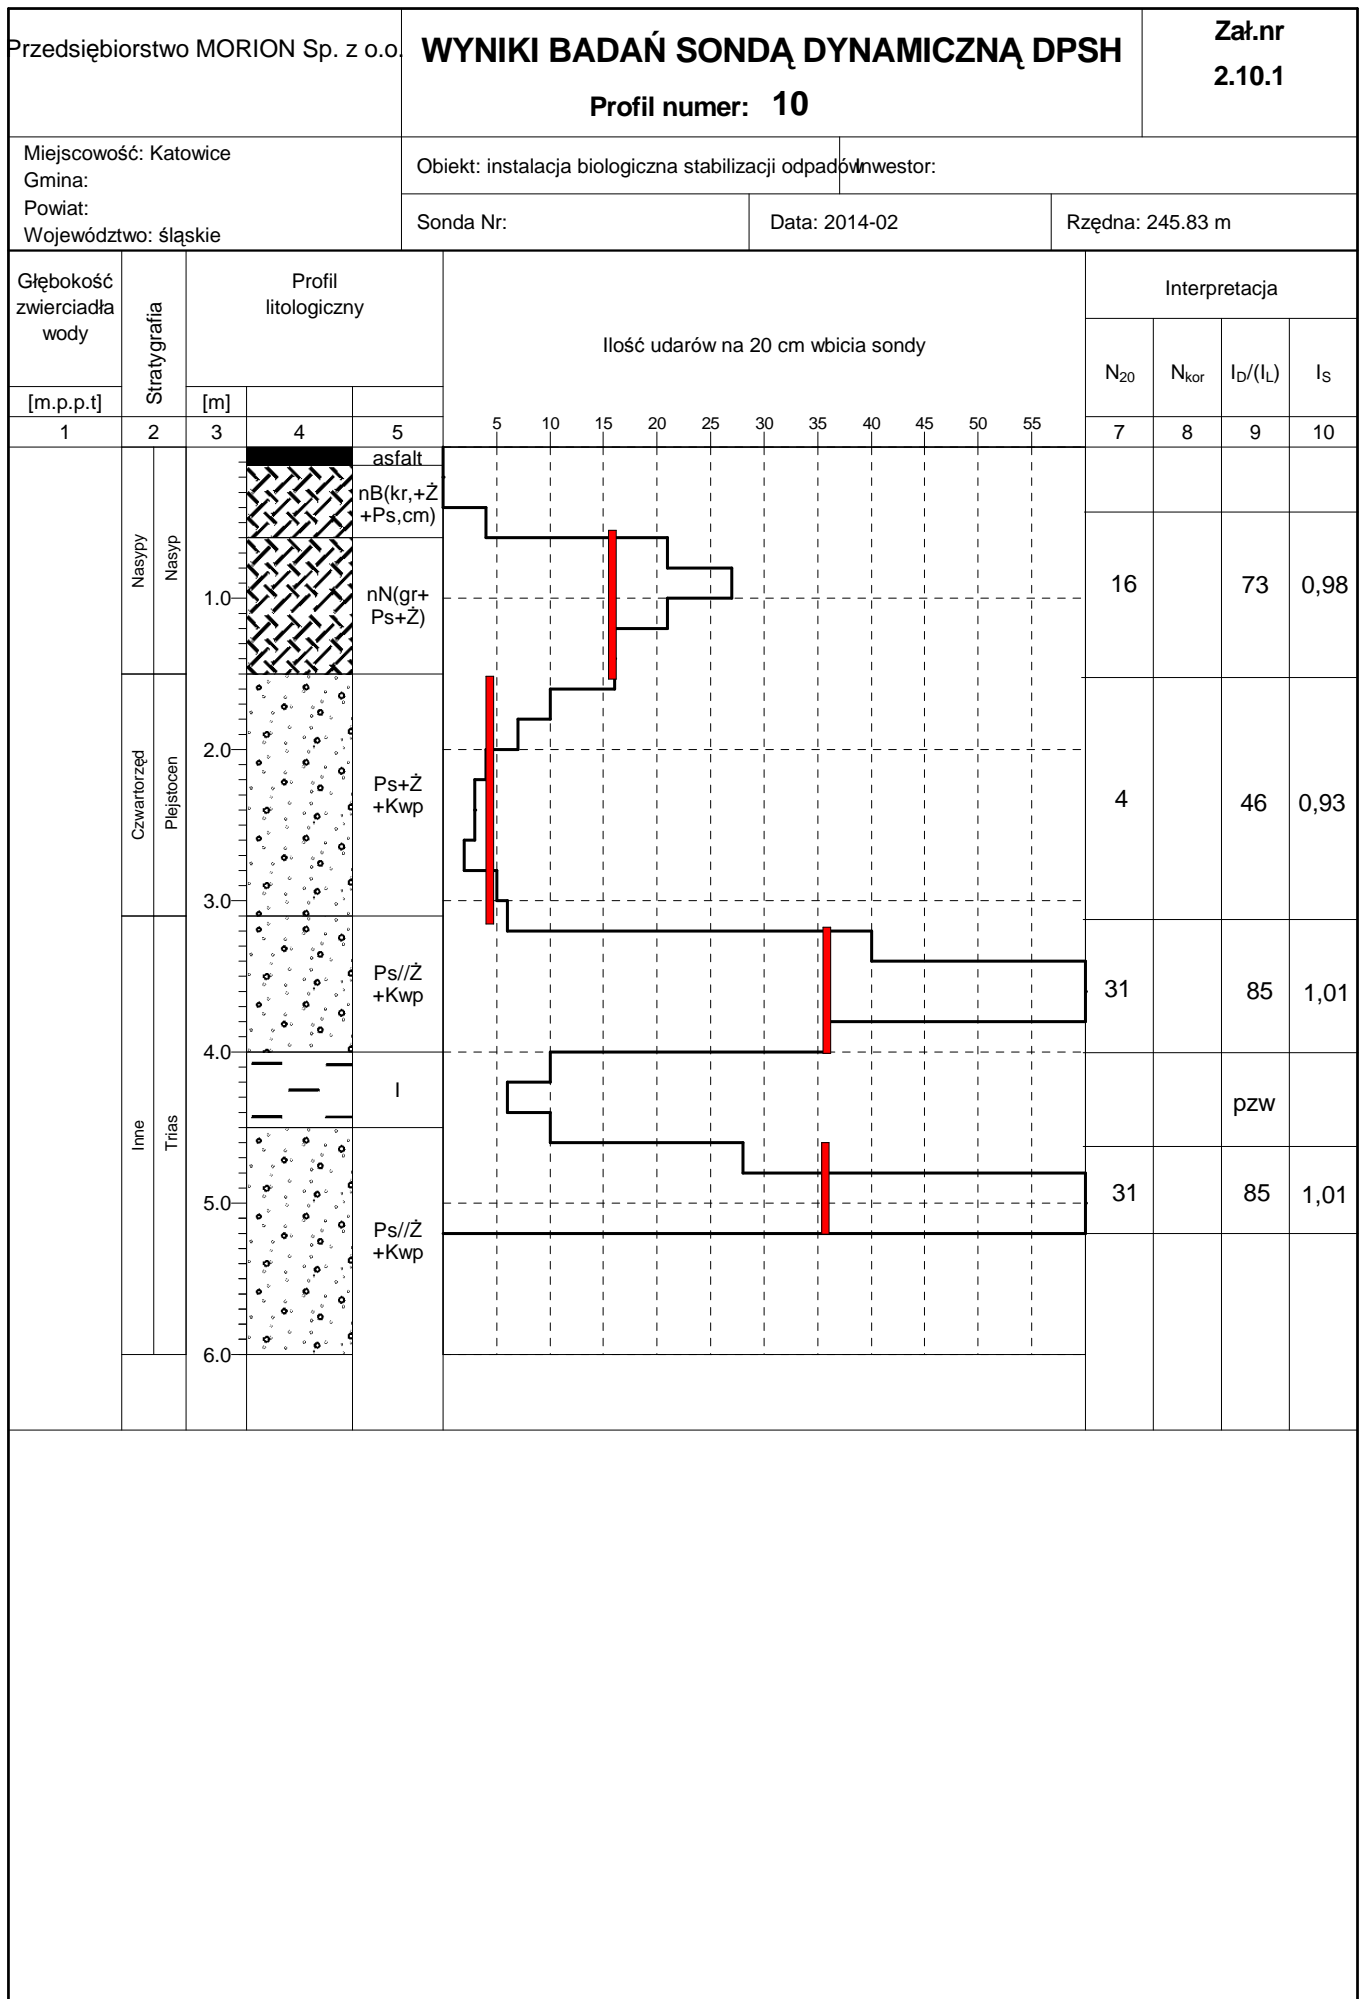 Przedsiębiorstwo MORION Sp. z o.o.
WYNIKI BADAŃ SONDĄ DYNAMICZNĄ DPSH
Profil numer: 10
Zał.nr
2.10.1
Miejscowość: Katowice
Gmina:
Powiat:
Województwo: śląskie
Obiekt: instalacja biologiczna stabilizacji odpadów
Inwestor:
Sonda Nr:
Data: 2014-02
Rzędna: 245.83 m
Głębokość
zwierciadła
wody
[m.p.p.t]
Stratygrafia
Profil
litologiczny
[m]
Ilość udarów na 20 cm wbicia sondy
Interpretacja
N20
Nkor
ID/(IL)
IS
5 10 15 20 25 30 35 40 45 50 55
1 2 3 4 5 7 8 9 10
Nasypy
Nasyp
asfalt
nB(kr,+Ż
+Ps,cm)
1.0
nN(gr+
Ps+Ż)
16 73 0,98
Czwartorzęd
Plejstocen
2.0
Ps+Ż
+Kwp
4 46 0,93
3.0
Inne
Trias
Ps//Ż
+Kwp
31 85 1,01
4.0
I
pzw
5.0
Ps//Ż
+Kwp
31 85 1,01
6.0